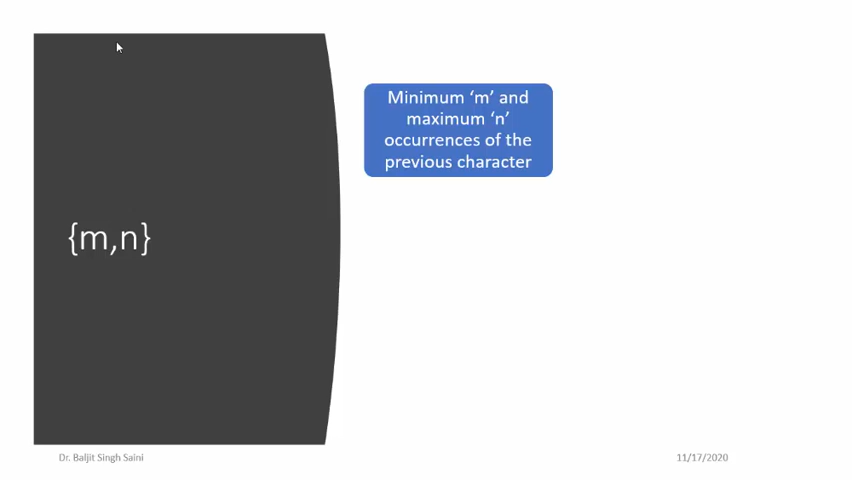 {m,n}
Minimum ‘m’ and
maximum ‘n’
occurrences of the
previous character
Dr. Baljit Singh Saini
11/17/2020